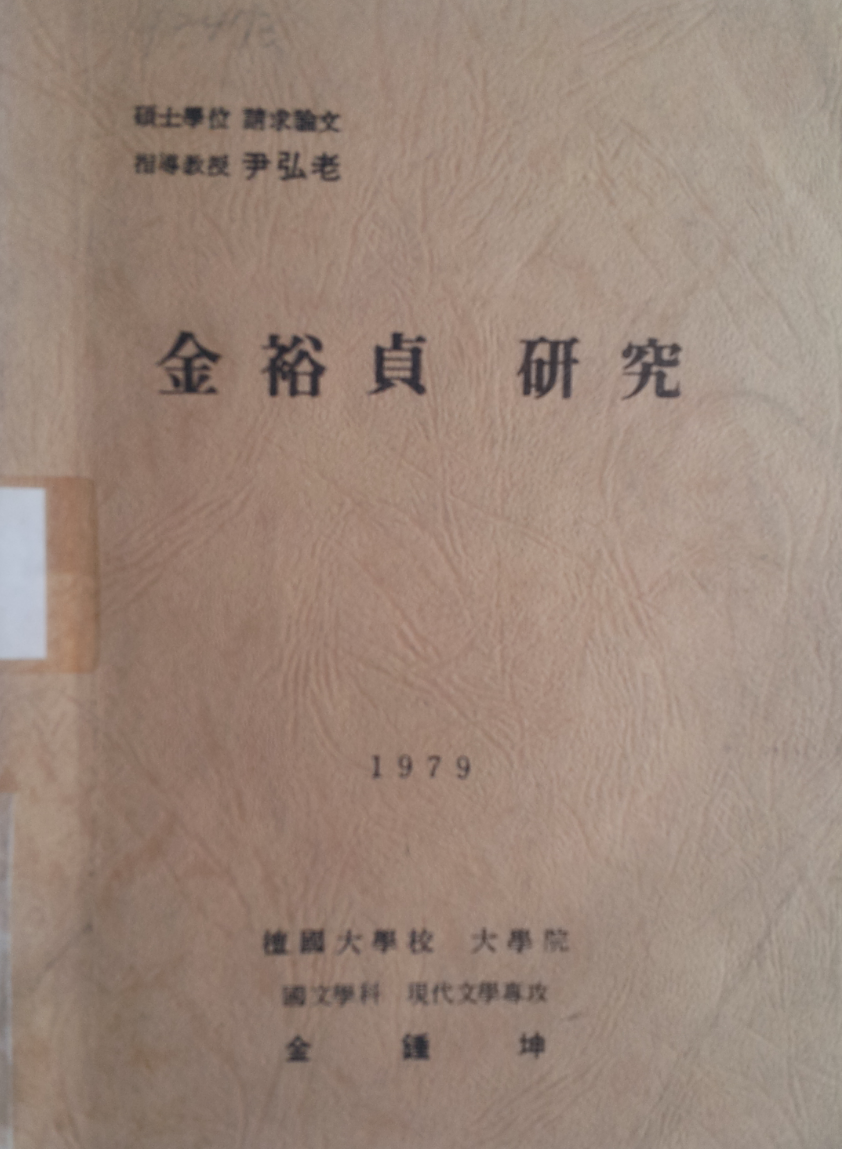 碩士學位 請求論文
指導教授 尹弘老
金裕貞 研究
1979
檀國大學校 大學院
國文學科 現代文學專攻
金鍾坤